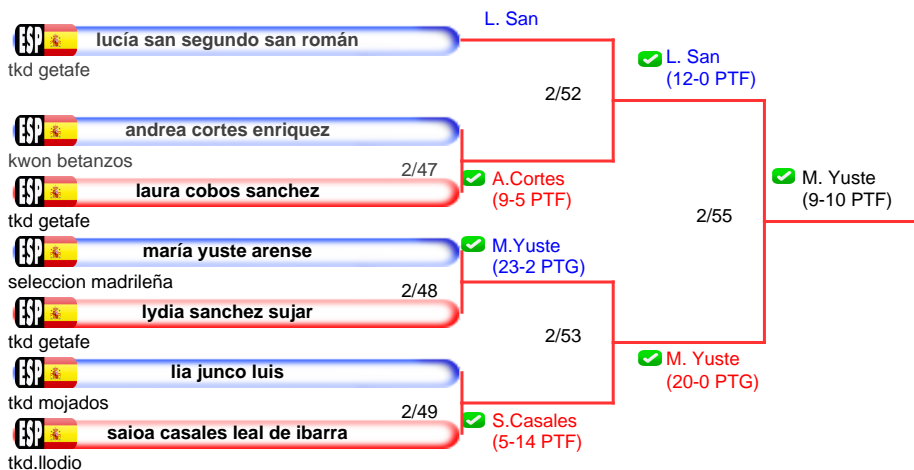 L. San
ESP lucía san segundo san román
tkd getafe
L. San
(12-0 PTF)
2/52
ESP andrea cortes enriquez
kwon betanzos
2/47
A.Cortes
(9-5 PTF)
ESP laura cobos sanchez
tkd getafe
M. Yuste
(9-10 PTF)
2/55
ESP maría yuste arense
M.Yuste
(23-2 PTG)
seleccion madrileña
2/48
ESP lydia sanchez sujar
tkd getafe
2/53
ESP lia junco luis
M. Yuste
(20-0 PTG)
tkd mojados
2/49
S.Casales
(5-14 PTF)
ESP saioa casales leal de ibarra
tkd.llodio